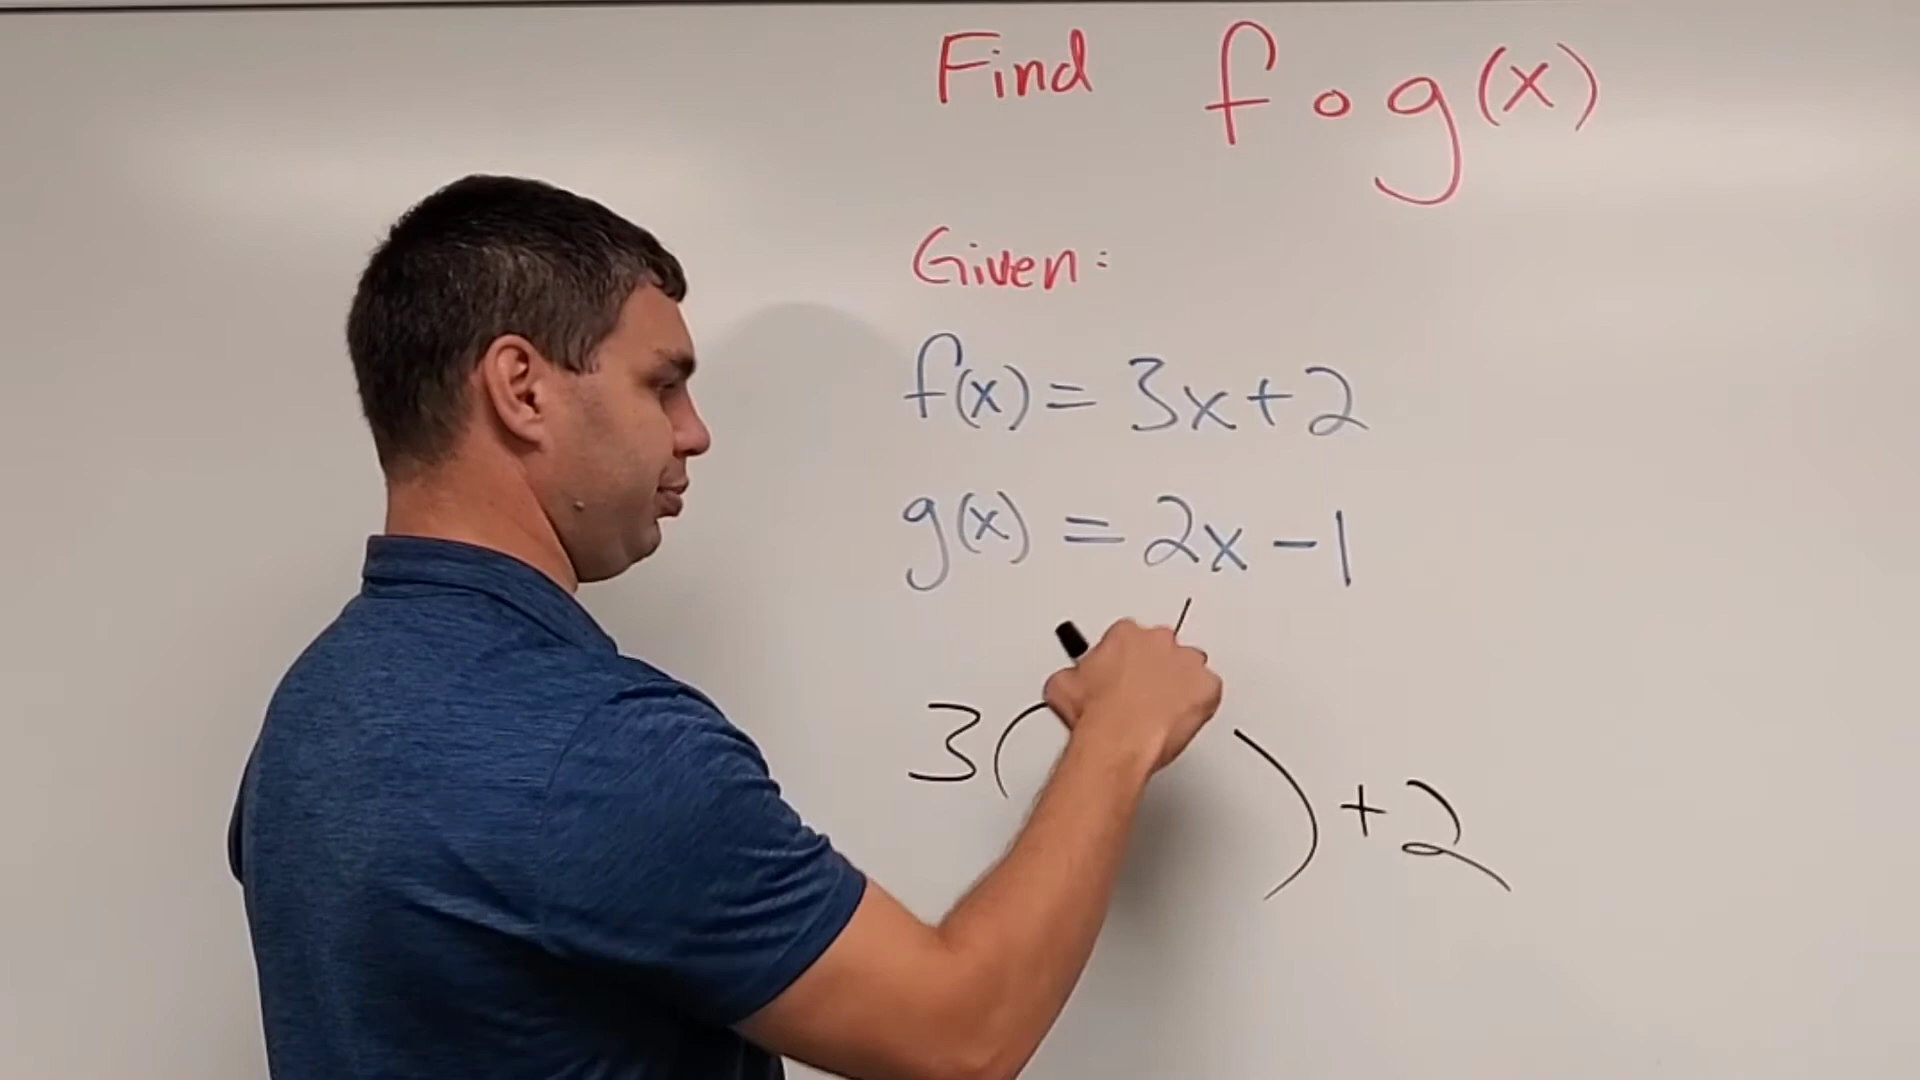 Find f∘g(x)
Given:
f(x) = 3x+2
g(x) = 2x-1
3( )+2